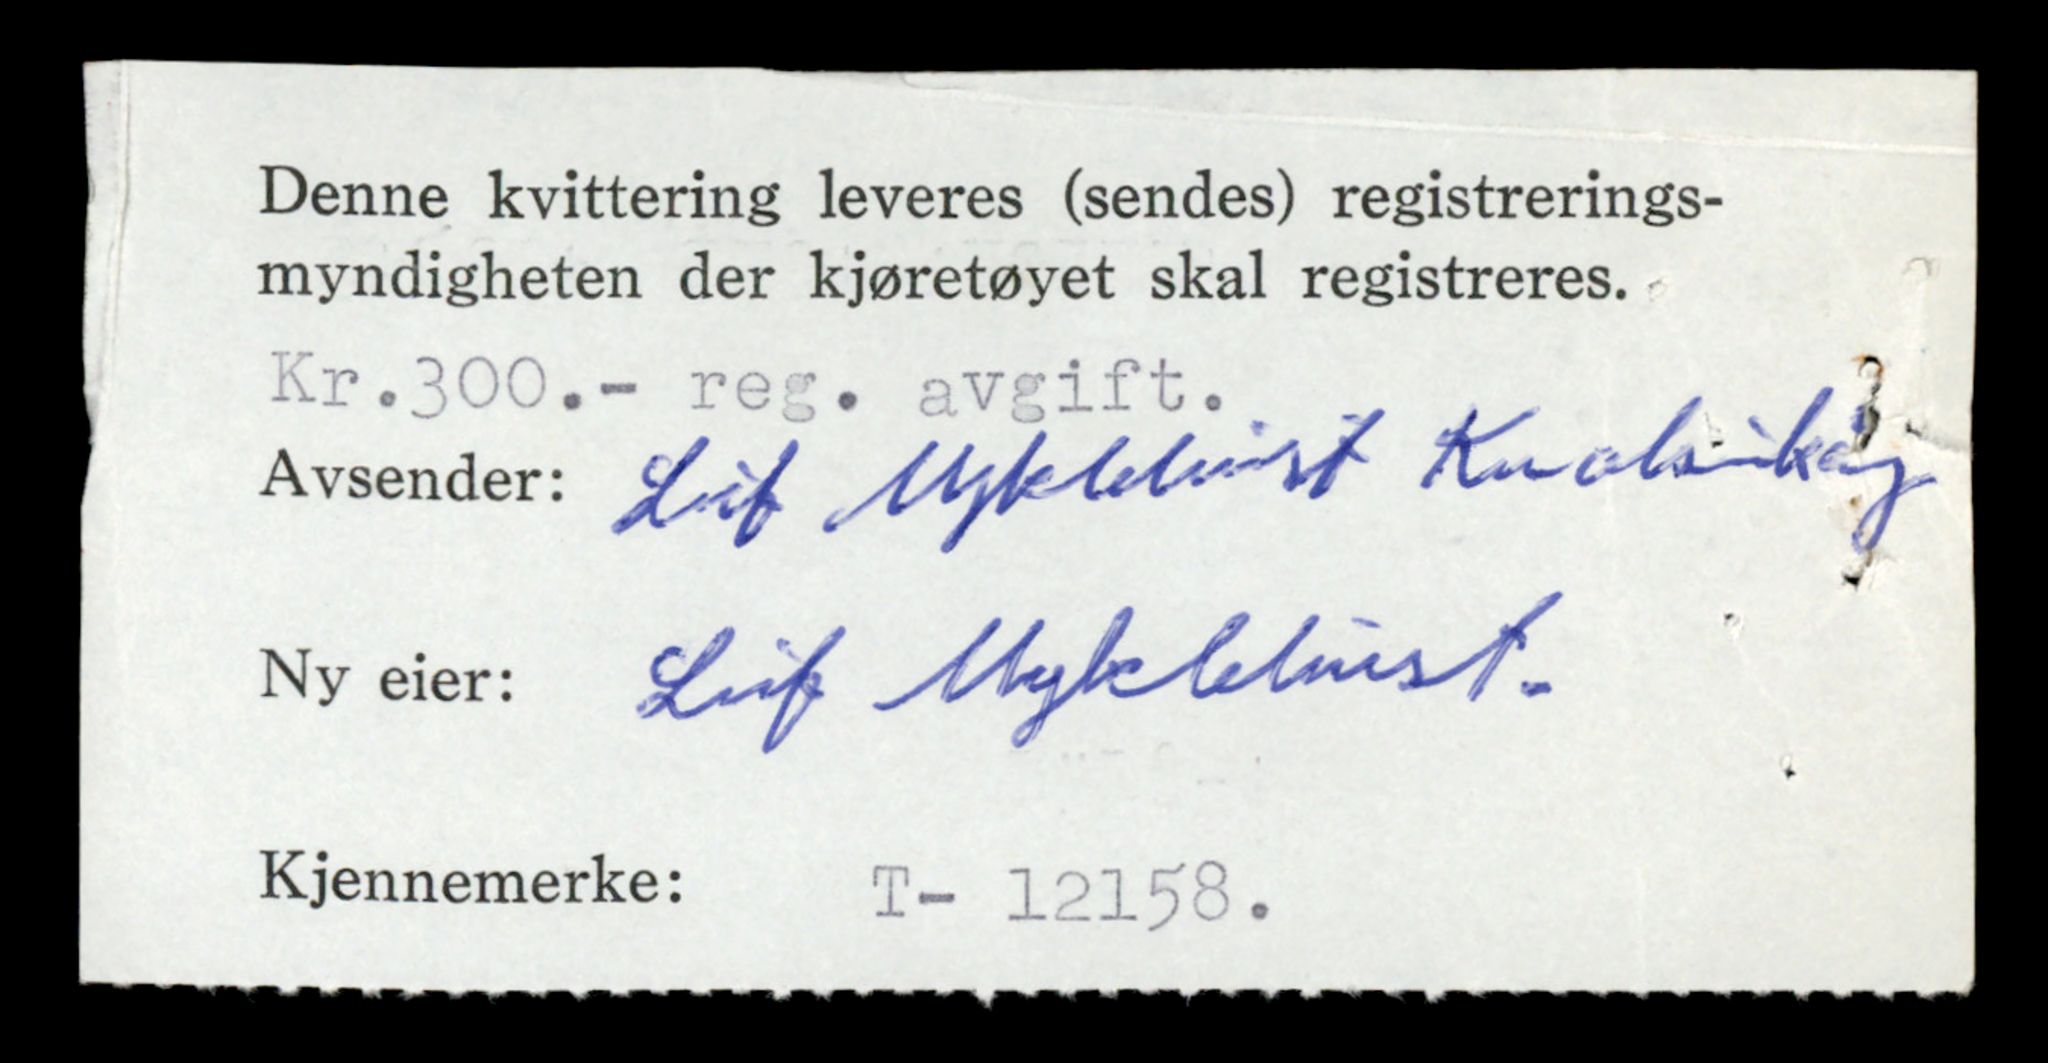 Denne kvittering leveres (sendes) registrerings-
myndigheten der kjøretøyet skal registreres.
Kr.300.- reg. avgift.
Avsender: Leif Myklebust
Ny eier: Leif Myklebust.
Kjennemerke: T- 12158.